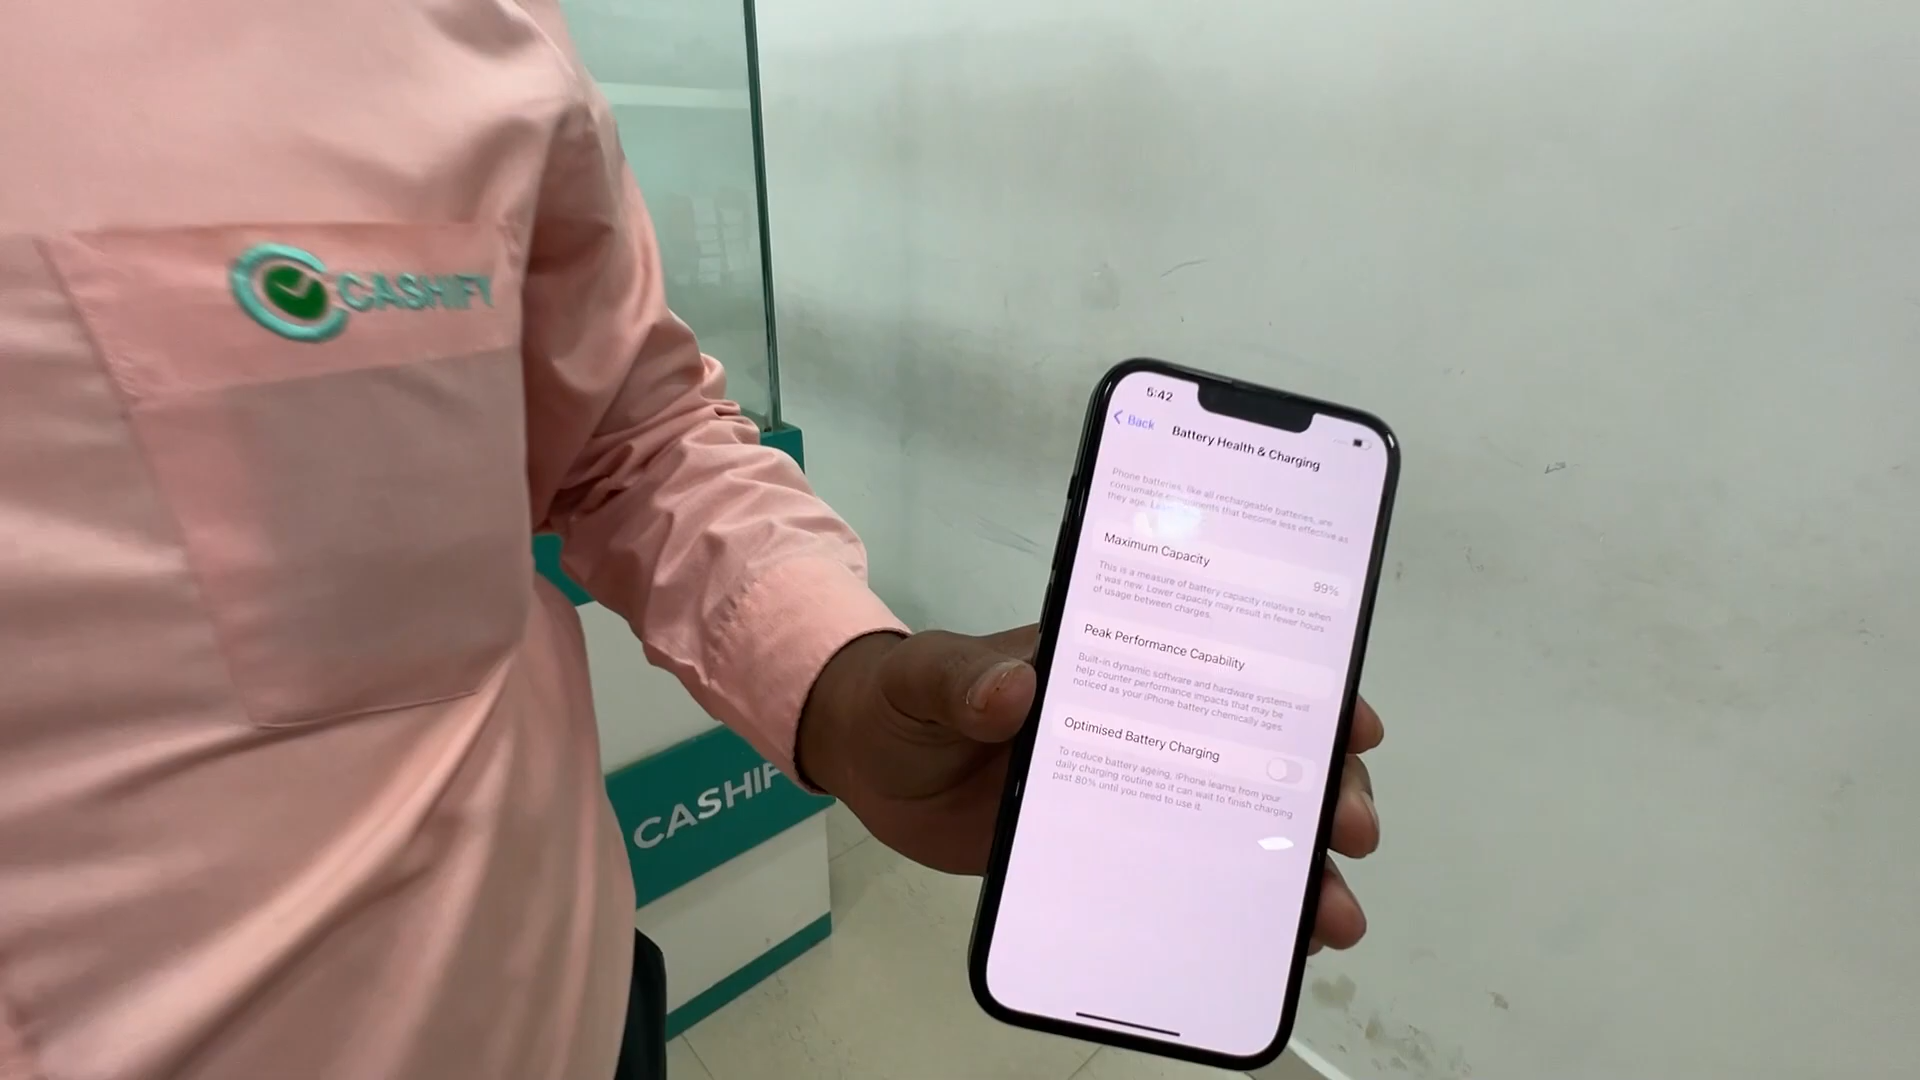 CASHIFY
CASHIF
5:42
Back
Battery Health & Charging
Phone batteries, like all rechargeable batteries, are
consumable components that become less effective as
they age.
Maximum Capacity
99%
This is a measure of battery capacity relative to when
it was new. Lower capacity may result in fewer hours
of usage between charges.
Peak Performance Capability
Built-in dynamic software and hardware systems will
help counter performance impacts that may be
noticed as your iPhone battery chemically ages.
Optimised Battery Charging
To reduce battery ageing, iPhone learns from your
daily charging routine so it can wait to finish charging
past 80% until you need to use it.